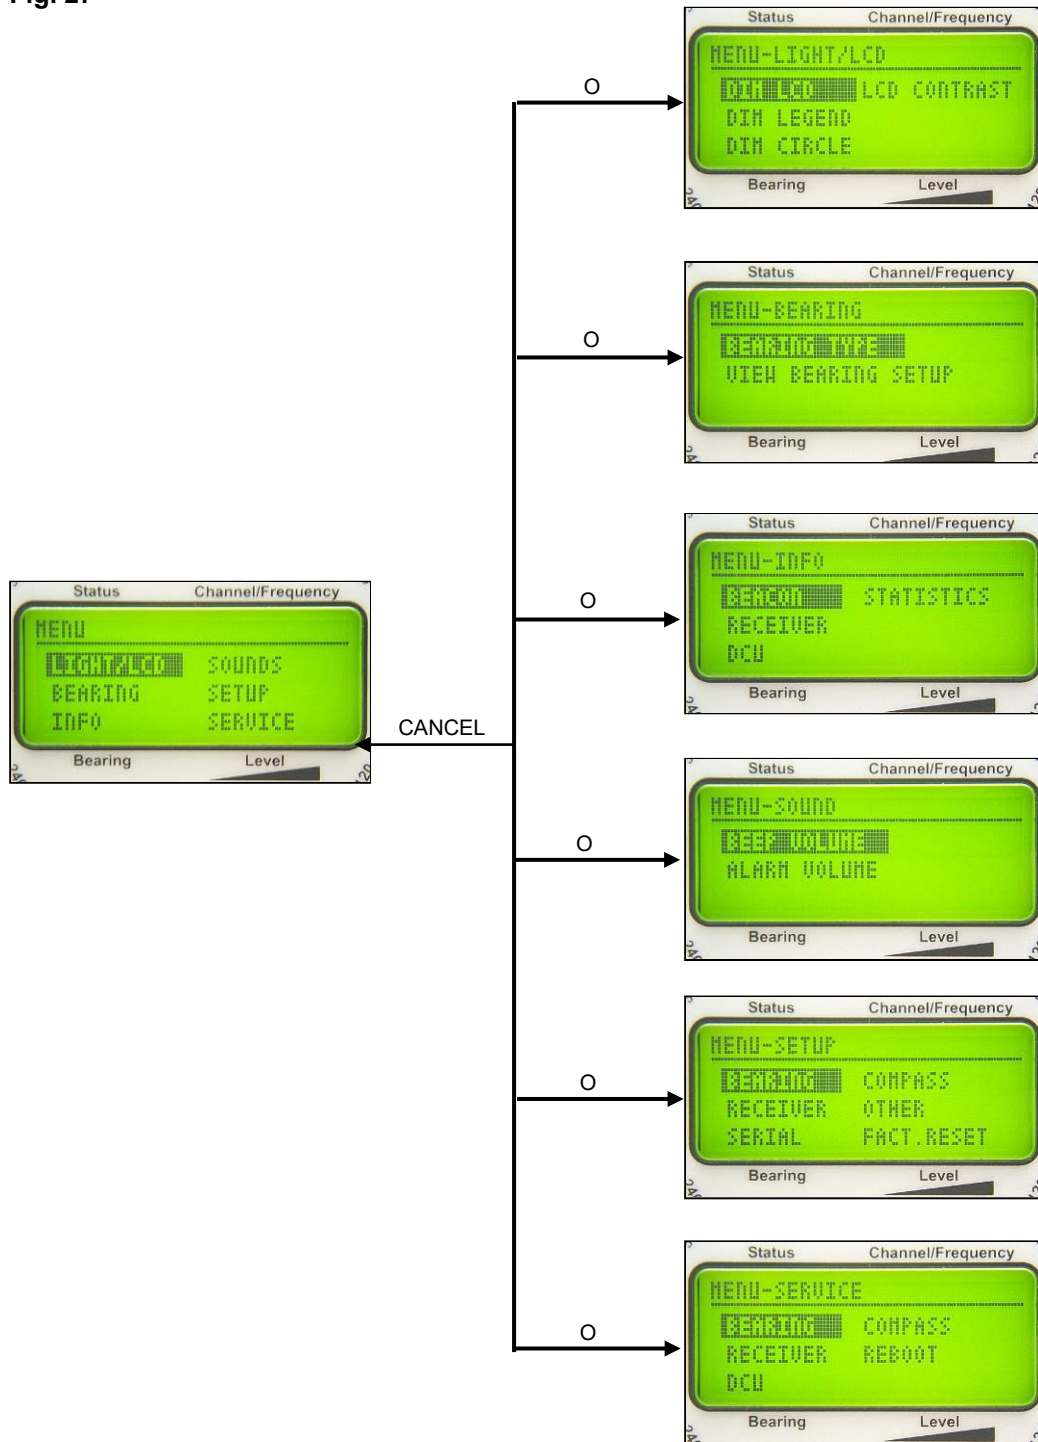 Status Channel/Frequency
MENU-LIGHT/LCD
DIM LCD LCD CONTRAST
DIM LEGEND
DIM CIRCLE
Bearing Level
O
Status Channel/Frequency
MENU-BEARING
BEARING TYPE
VIEW BEARING SETUP
Bearing Level
O
Status Channel/Frequency
MENU-INFO
BEACON STATISTICS
RECEIVER
DCU
Bearing Level
O
Status Channel/Frequency
MENU
LIGHT/LCD SOUNDS
BEARING SETUP
INFO SERVICE
Bearing Level
240 120
CANCEL
Status Channel/Frequency
MENU-SOUND
BEEP VOLUME
ALARM VOLUME
Bearing Level
O
Status Channel/Frequency
MENU-SETUP
BEARING COMPASS
RECEIVER OTHER
SERIAL FACT.RESET
Bearing Level
O
Status Channel/Frequency
MENU-SERVICE
BEARING COMPASS
RECEIVER REBOOT
DCU
Bearing Level
O